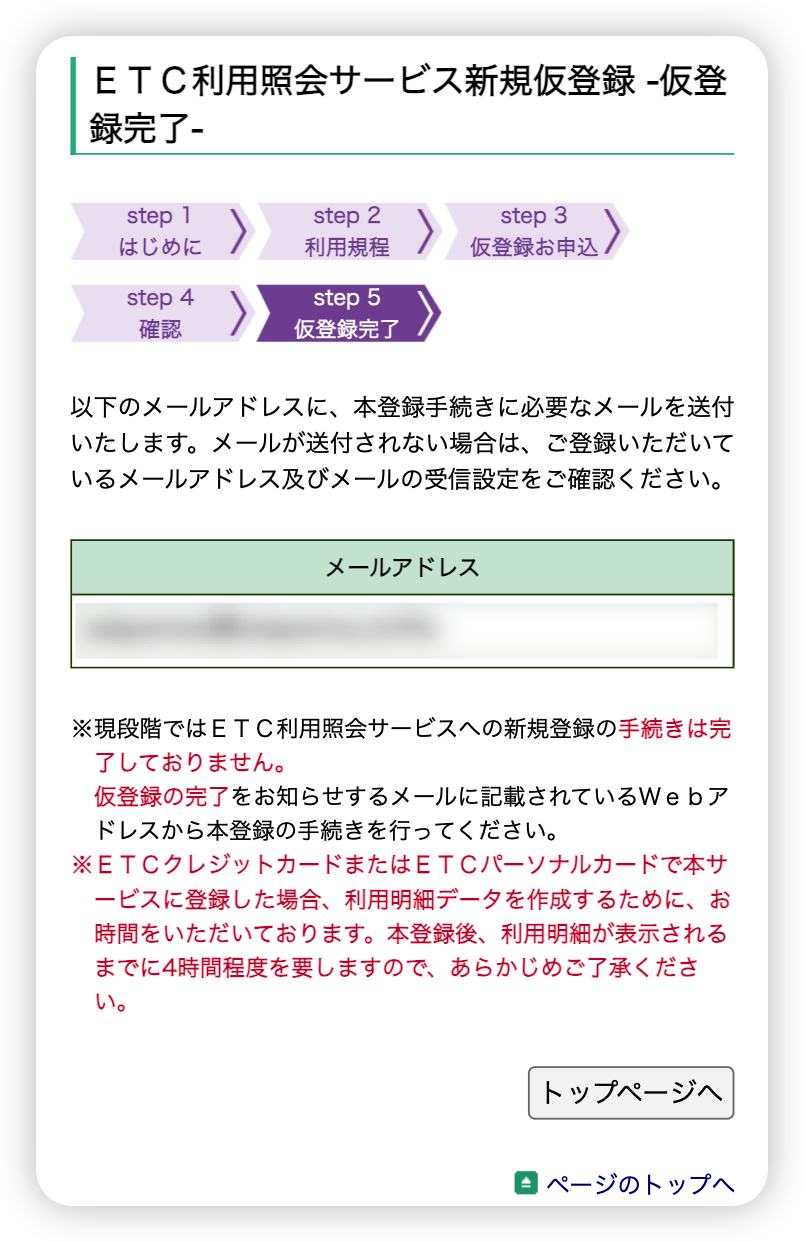 ＥＴＣ利用照会サービス新規仮登録 -仮登
録完了-
step 1
はじめに
step 2
利用規程
step 3
仮登録お申込
step 4
確認
step 5
仮登録完了
以下のメールアドレスに、本登録手続きに必要なメールを送付
いたします。メールが送付されない場合は、ご登録いただいて
いるメールアドレス及びメールの受信設定をご確認ください。
メールアドレス
※現段階ではＥＴＣ利用照会サービスへの新規登録の手続きは完
了しておりません。
仮登録の完了をお知らせするメールに記載されているＷｅｂア
ドレスから本登録の手続きを行ってください。
※ＥＴＣクレジットカードまたはＥＴＣパーソナルカードで本サ
ービスに登録した場合、利用明細データを作成するために、お
時間をいただいております。本登録後、利用明細が表示される
までに4時間程度を要しますので、あらかじめご了承くださ
い。
トップページへ
ページのトップへ